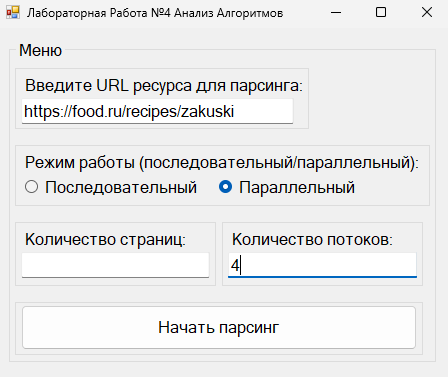 Лабораторная Работа №4 Анализ Алгоритмов
Меню
Введите URL ресурса для парсинга:
https://food.ru/recipes/zakuski
Режим работы (последовательный/параллельный):
Последовательный Параллельный
Количество страниц: Количество потоков:
4
Начать парсинг